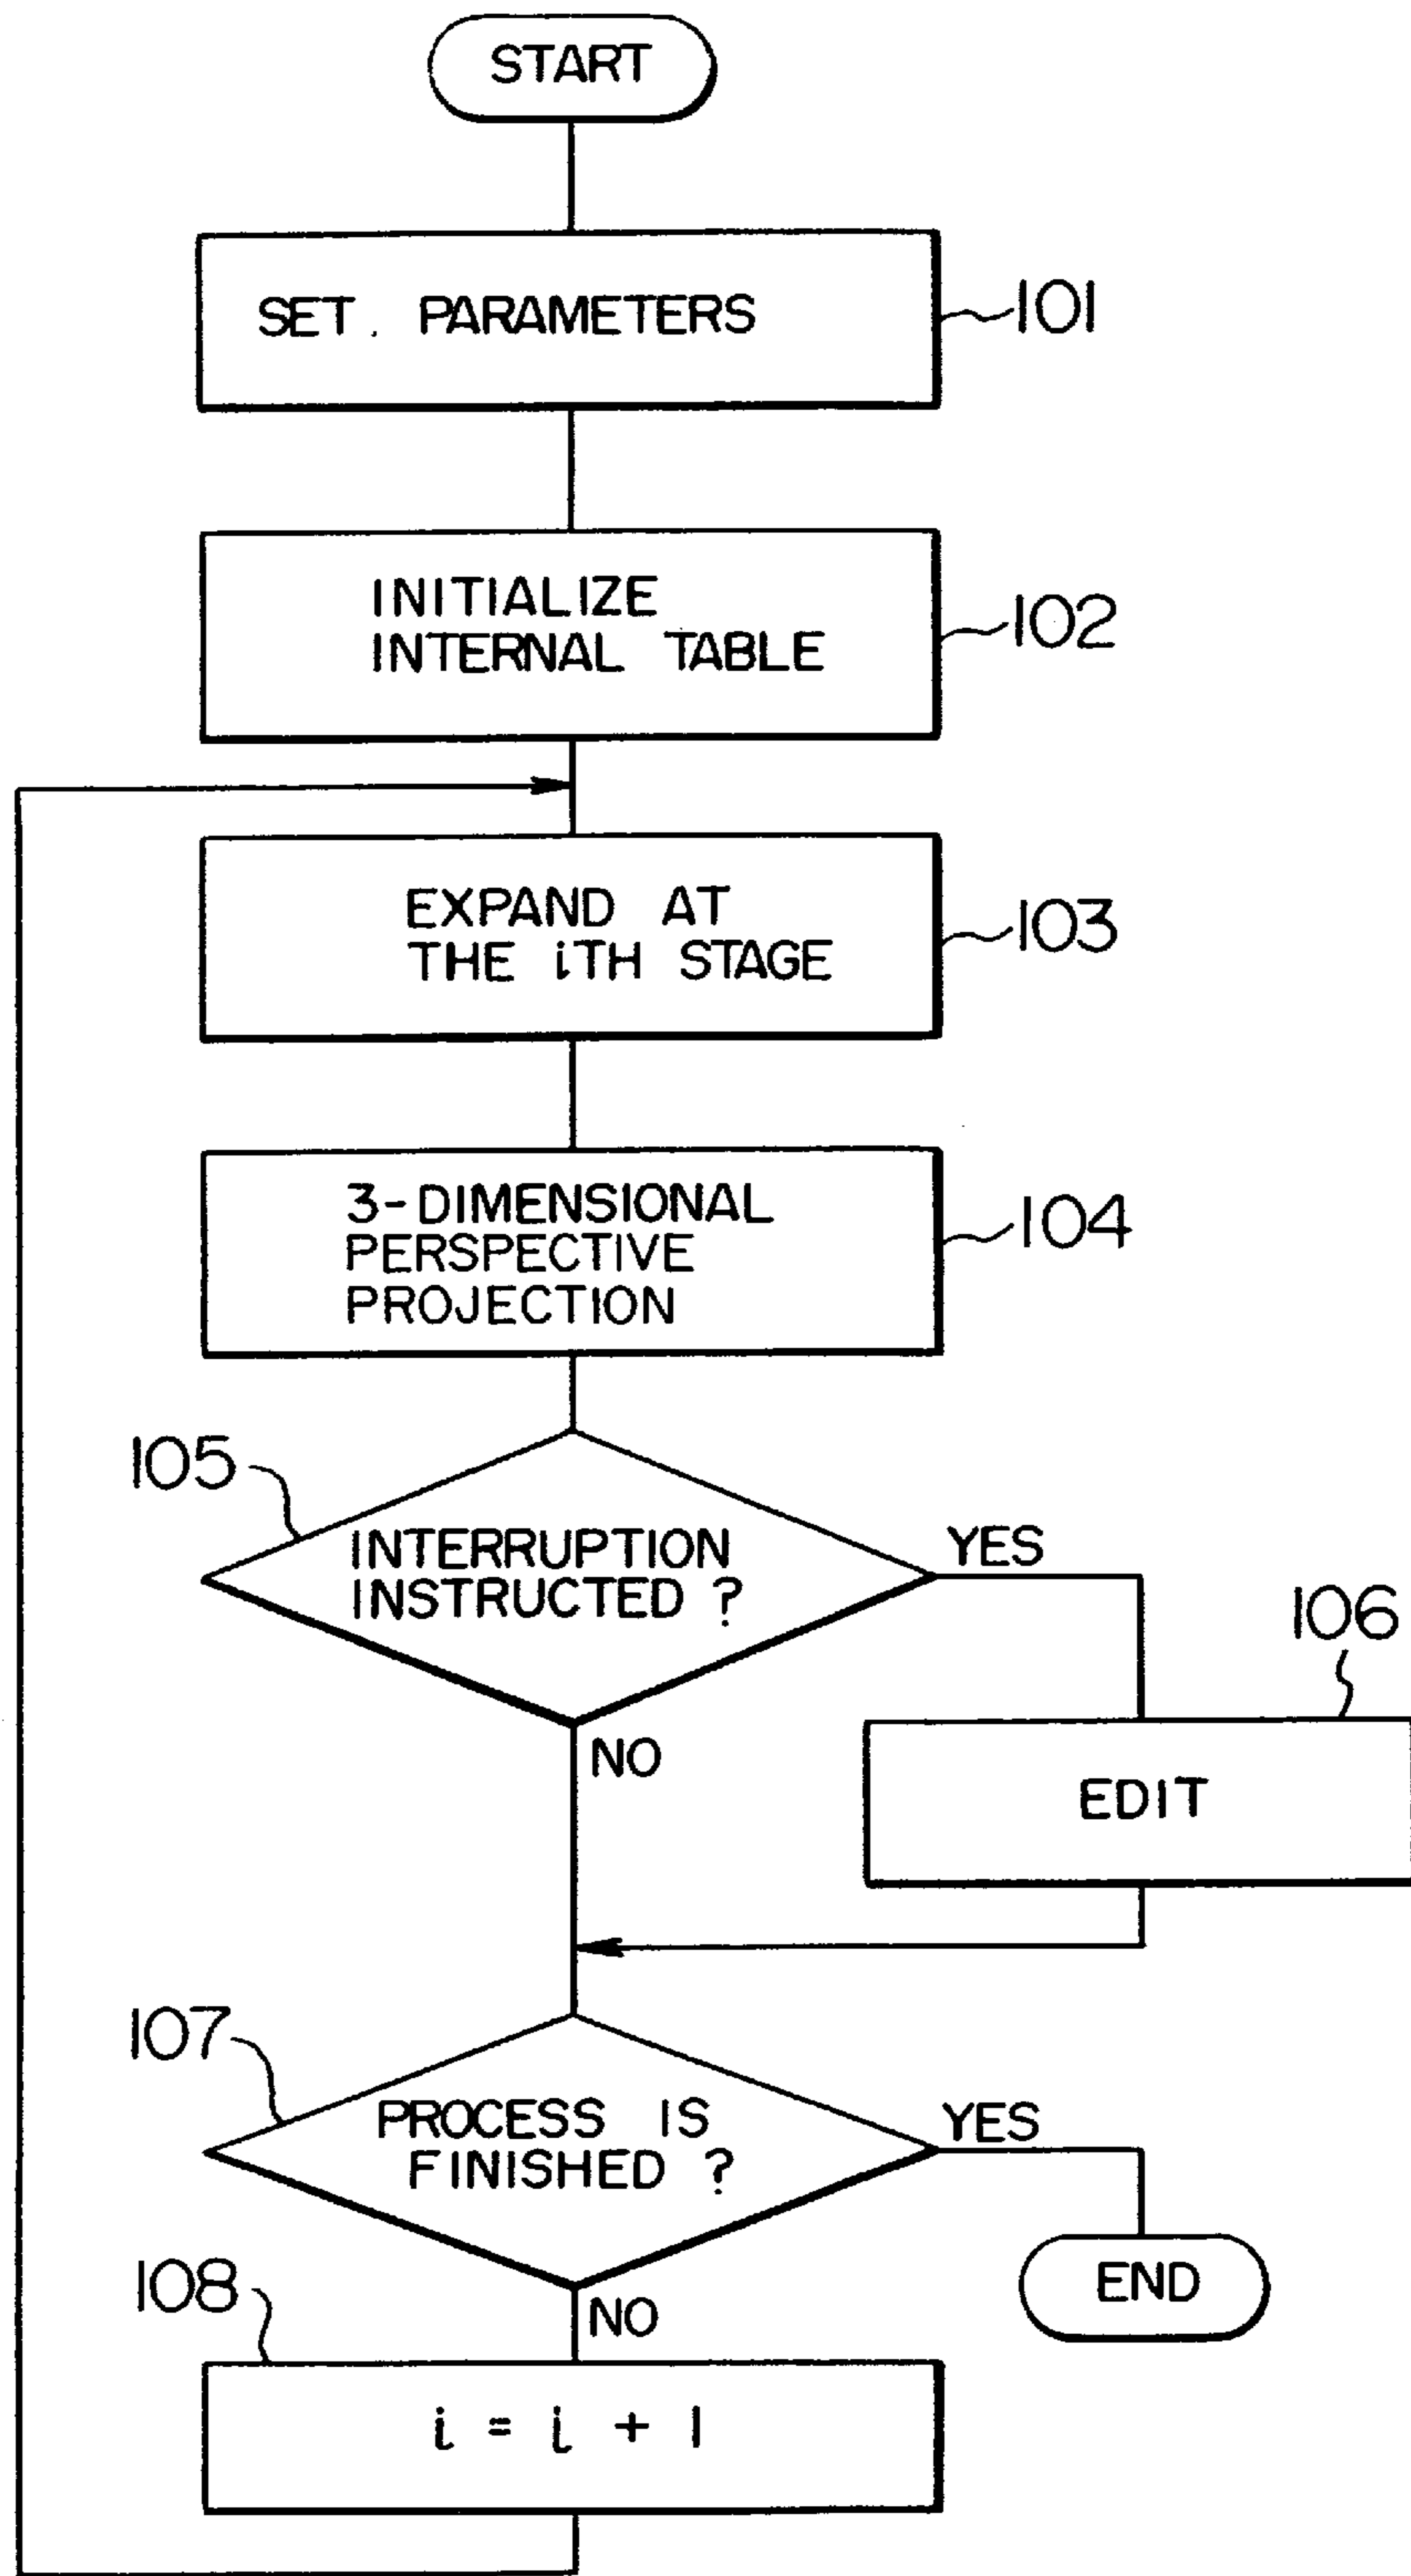 START
SET. PARAMETERS
101
INITIALIZE
INTERNAL TABLE
102
EXPAND AT
THE iTH STAGE
103
3-DIMENSIONAL
PERSPECTIVE
PROJECTION
104
105
INTERRUPTION
INSTRUCTED ?
YES
NO
106
EDIT
107
PROCESS IS
FINISHED ?
YES
NO
END
108
i = i + 1